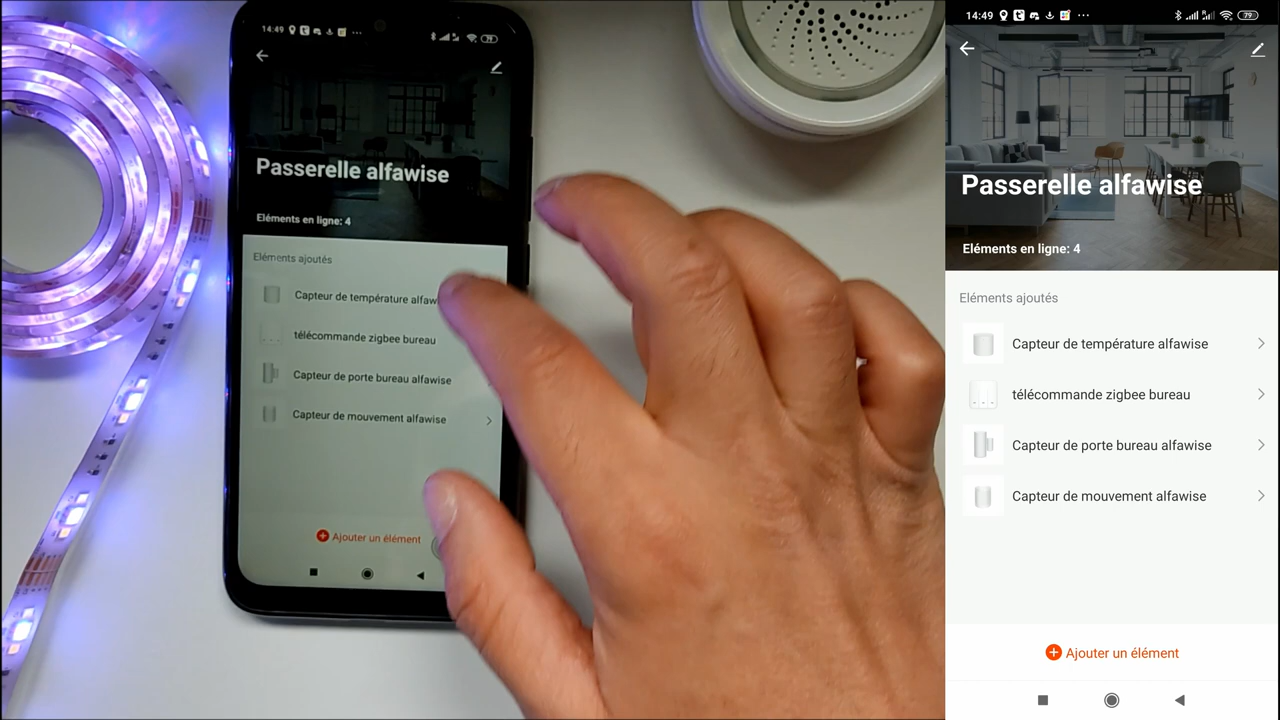 14:49
79
Passerelle alfawise
Eléments en ligne: 4
Eléments ajoutés
Capteur de température alfaw
télécommande zigbee bureau
Capteur de porte bureau alfawise
Capteur de mouvement alfawise
Ajouter un élément
14:49
79
Passerelle alfawise
Eléments en ligne: 4
Eléments ajoutés
Capteur de température alfawise
télécommande zigbee bureau
Capteur de porte bureau alfawise
Capteur de mouvement alfawise
Ajouter un élément